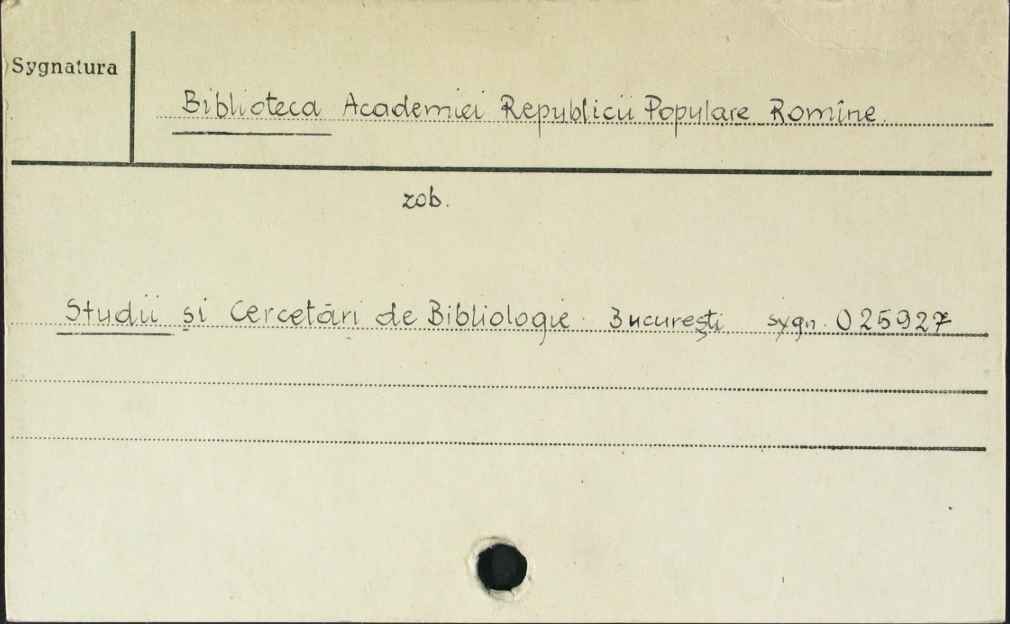 Sygnatura
Biblioteca Academiei Republicii Populare Romîne
zob.
Studii și Cercetări de Bibliologie București sygn. 025927